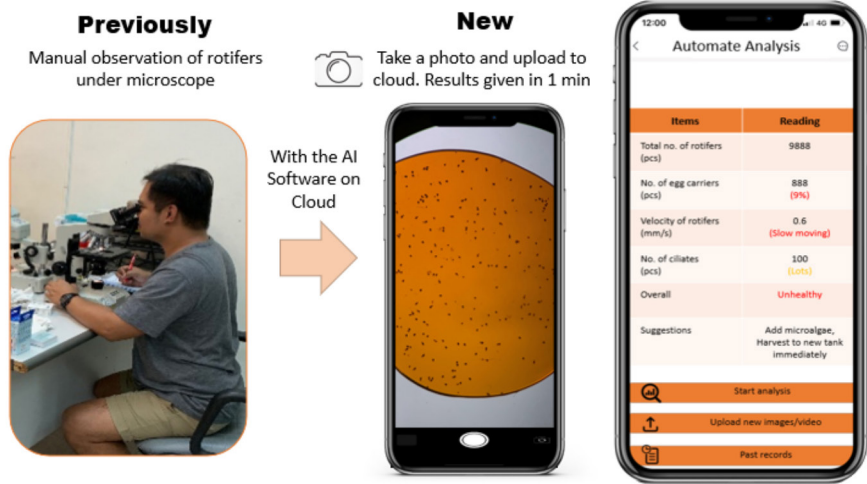 Previously
Manual observation of rotifers
under microscope
New
Take a photo and upload to
cloud. Results given in 1 min
With the AI
Software on
Cloud
12:00
4G
Automate Analysis
Items Reading
Total no. of rotifers
(pcs)
9888
No. of egg carriers
(pcs)
888
(9%)
Velocity of rotifers
(mm/s)
0.6
(Slow moving)
No. of ciliates
(pcs)
100
(Lots)
Overall
Unhealthy
Suggestions
Add microalgae,
Harvest to new tank
immediately
Start analysis
Upload new images/video
Past records